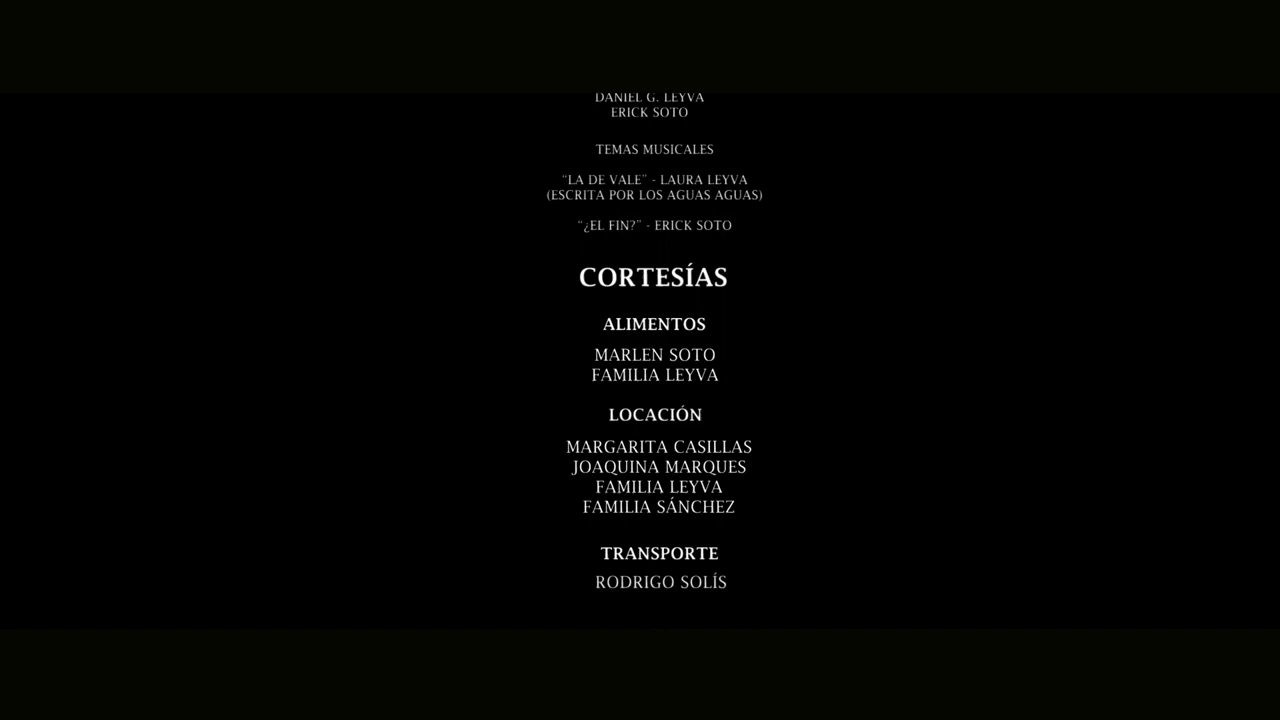 DANIEL G. LEYVA
ERICK SOTO
TEMAS MUSICALES
“LA DE VALE” - LAURA LEYVA
(ESCRITA POR LOS AGUAS AGUAS)
“¿EL FIN?” - ERICK SOTO
CORTESÍAS
ALIMENTOS
MARLEN SOTO
FAMILIA LEYVA
LOCACIÓN
MARGARITA CASILLAS
JOAQUINA MARQUES
FAMILIA LEYVA
FAMILIA SÁNCHEZ
TRANSPORTE
RODRIGO SOLÍS